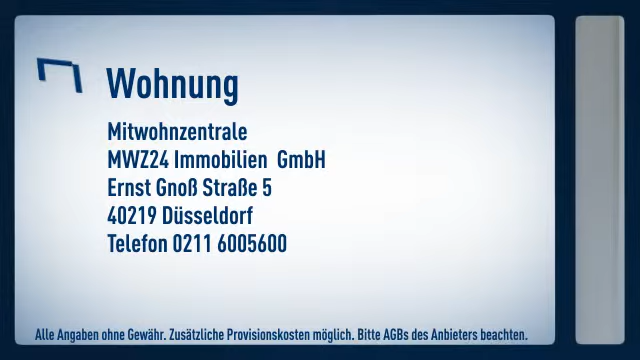 Wohnung
Mitwohnzentrale
MWZ24 Immobilien GmbH
Ernst Gnoß Straße 5
40219 Düsseldorf
Telefon 0211 6005600
Alle Angaben ohne Gewähr. Zusätzliche Provisionskosten möglich. Bitte AGBs des Anbieters beachten.